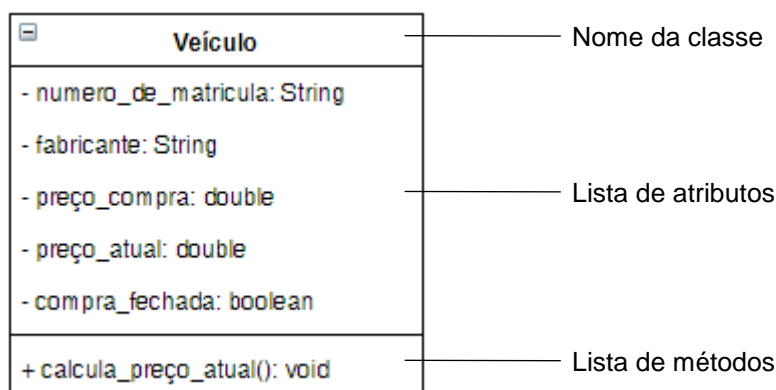 Veículo
Nome da classe
- numero_de_matricula: String
- fabricante: String
- preço_compra: double
Lista de atributos
- preço_atual: double
- compra_fechada: boolean
+ calcula_preço_atual(): void
Lista de métodos